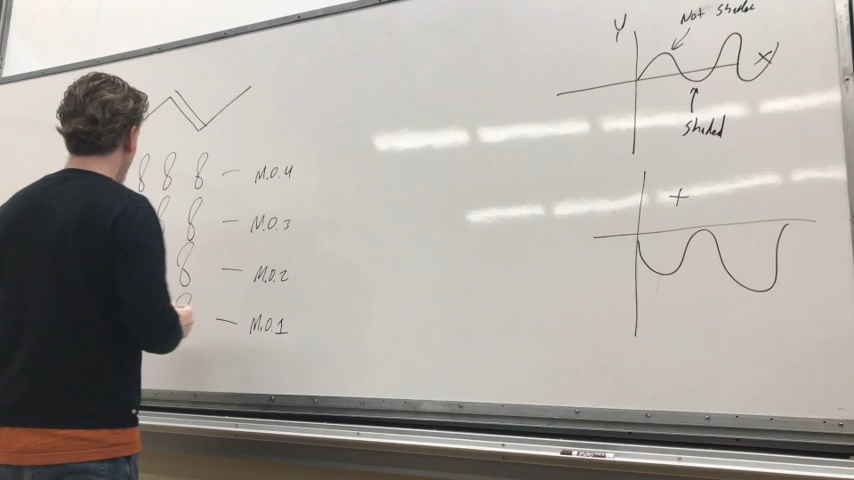 M.O.4
M.O.3
M.O.2
M.O.1
Y
Not Shaded
X
Shaded
+